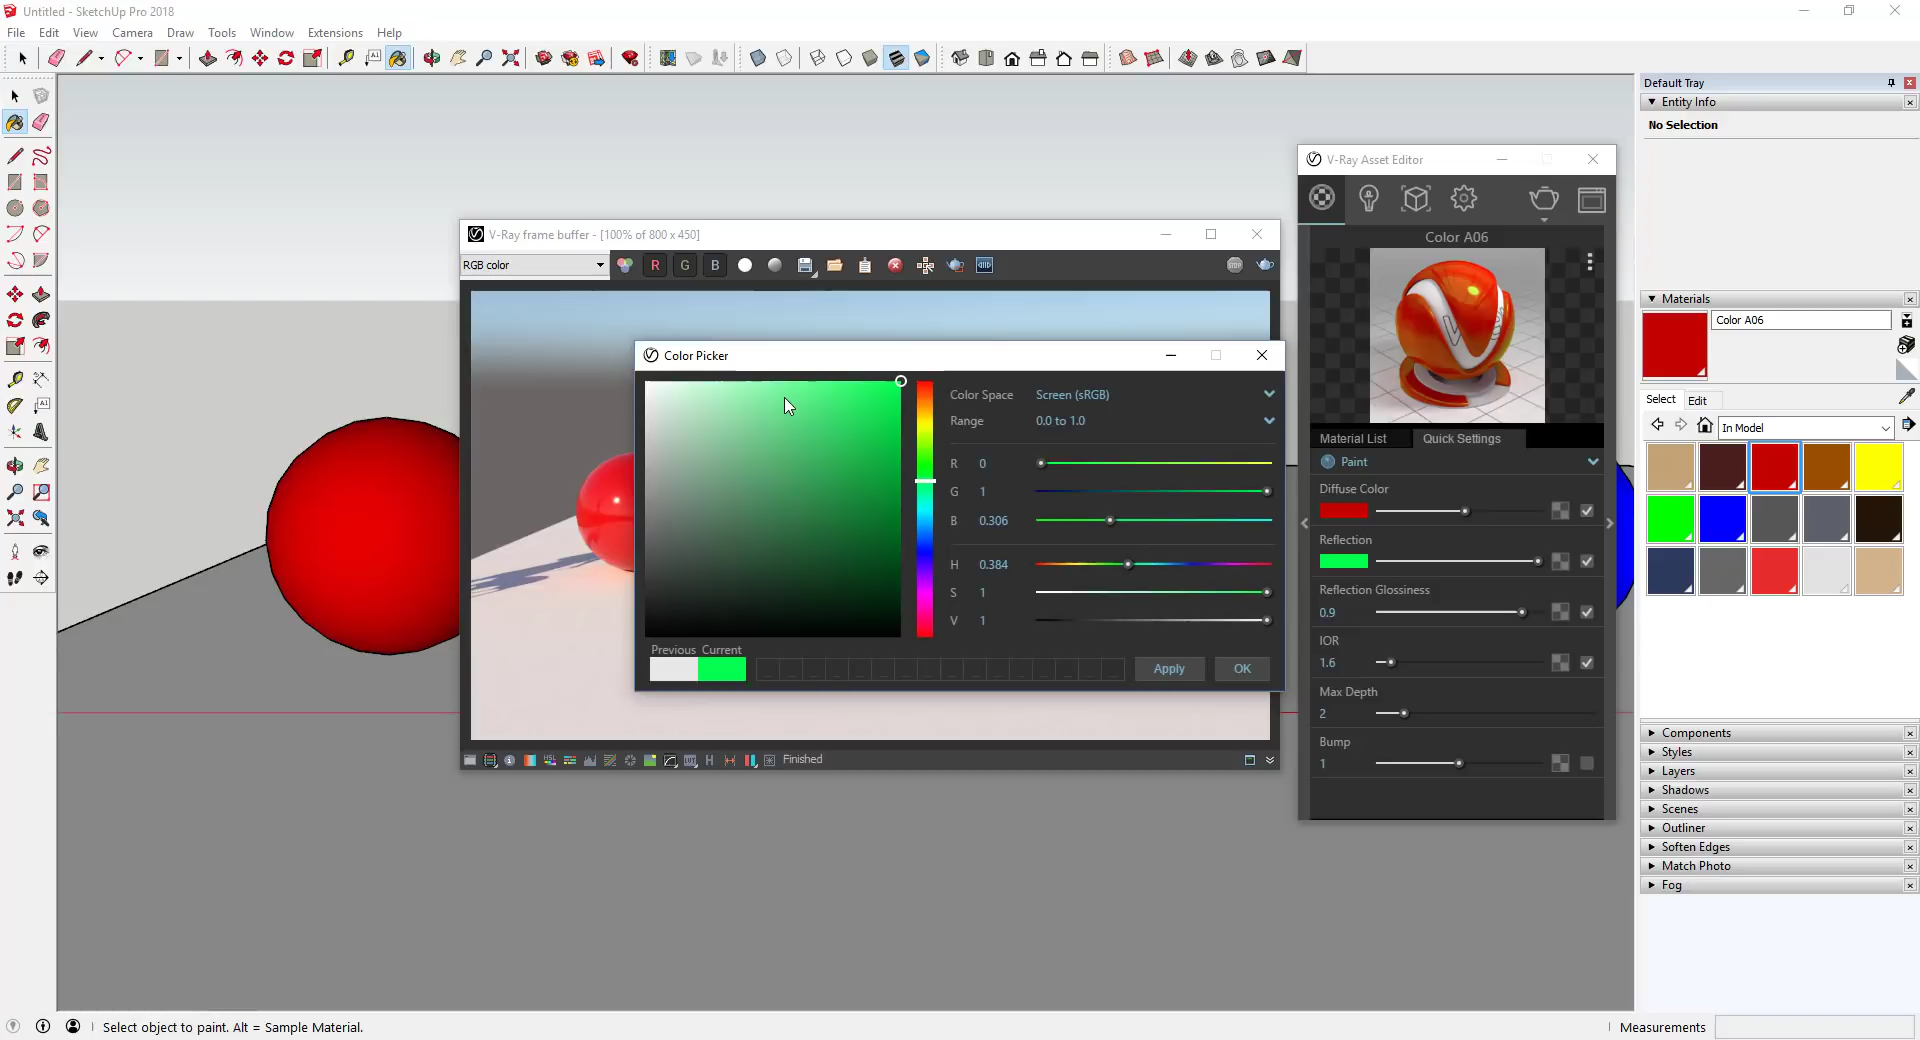 Untitled - SketchUp Pro 2018
File Edit View Camera Draw Tools Window Extensions Help
Default Tray
Entity Info
No Selection
V-Ray Asset Editor
Color A06
V-Ray frame buffer - [100% of 800 x 450]
RGB color
R G B
STOP
Color Picker
Color Space Screen (sRGB)
Range 0.0 to 1.0
R 0
G 1
B 0.306
H 0.384
S 1
V 1
Previous Current
Apply OK
Finished
Material List Quick Settings
Paint
Diffuse Color
Reflection
Reflection Glossiness
0.9
IOR
1.6
Max Depth
2
Bump
1
Materials
Color A06
Select Edit
In Model
Components
Styles
Layers
Shadows
Scenes
Outliner
Soften Edges
Match Photo
Fog
Select object to paint. Alt = Sample Material.
Measurements